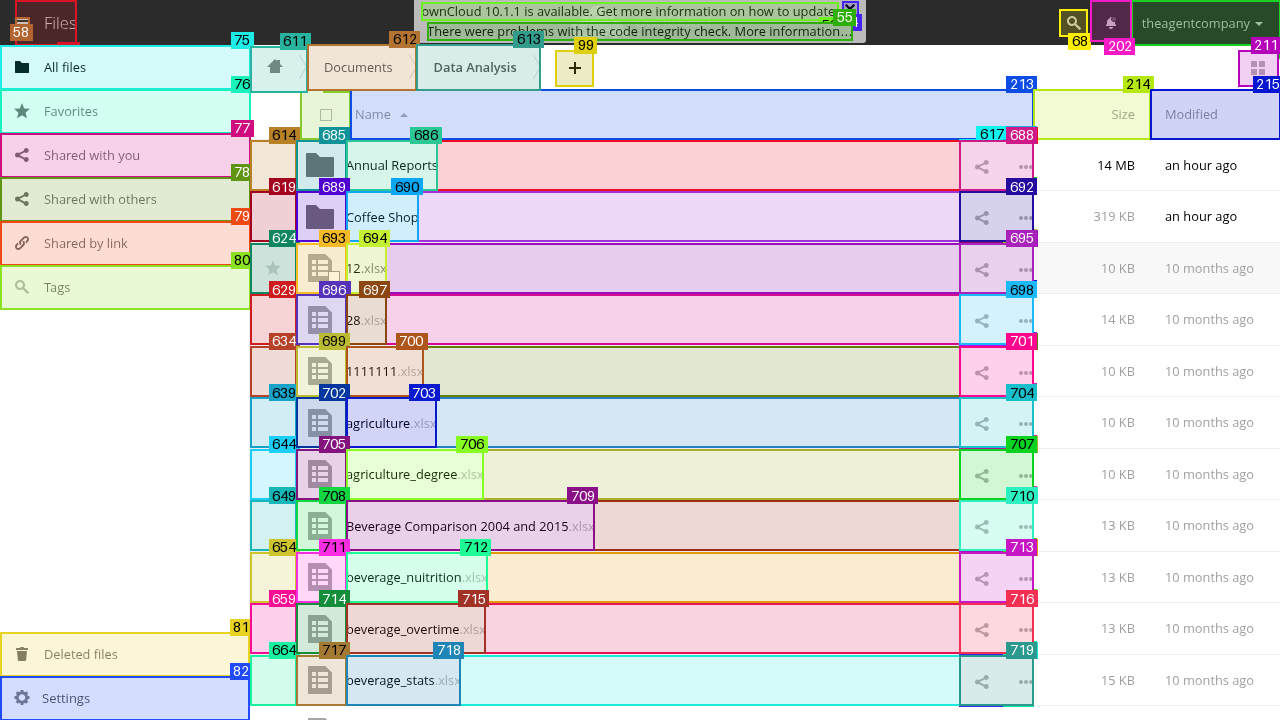 Files
ownCloud 10.1.1 is available. Get more information on how to update
There were problems with the code integrity check. More information…
theagentcompany
58
55
68
202
75
611
612
613
99
211
All files
Documents
Data Analysis
+
76
213
214
215
Favorites
Name
Size
Modified
77
614
685
686
617
688
Shared with you
Annual Reports
14 MB
an hour ago
78
619
689
690
692
Shared with others
Coffee Shop
319 KB
an hour ago
79
624
693
694
695
Shared by link
12.xlsx
10 KB
10 months ago
80
629
696
697
698
Tags
28.xlsx
14 KB
10 months ago
634
699
700
701
1111111.xlsx
10 KB
10 months ago
639
702
703
704
agriculture.xlsx
10 KB
10 months ago
644
705
706
707
agriculture_degree.xlsx
10 KB
10 months ago
649
708
709
710
Beverage Comparison 2004 and 2015.xlsx
13 KB
10 months ago
654
711
712
713
beverage_nuitrition.xlsx
13 KB
10 months ago
659
714
715
716
beverage_overtime.xlsx
13 KB
10 months ago
81
664
717
718
719
Deleted files
beverage_stats.xlsx
15 KB
10 months ago
82
Settings